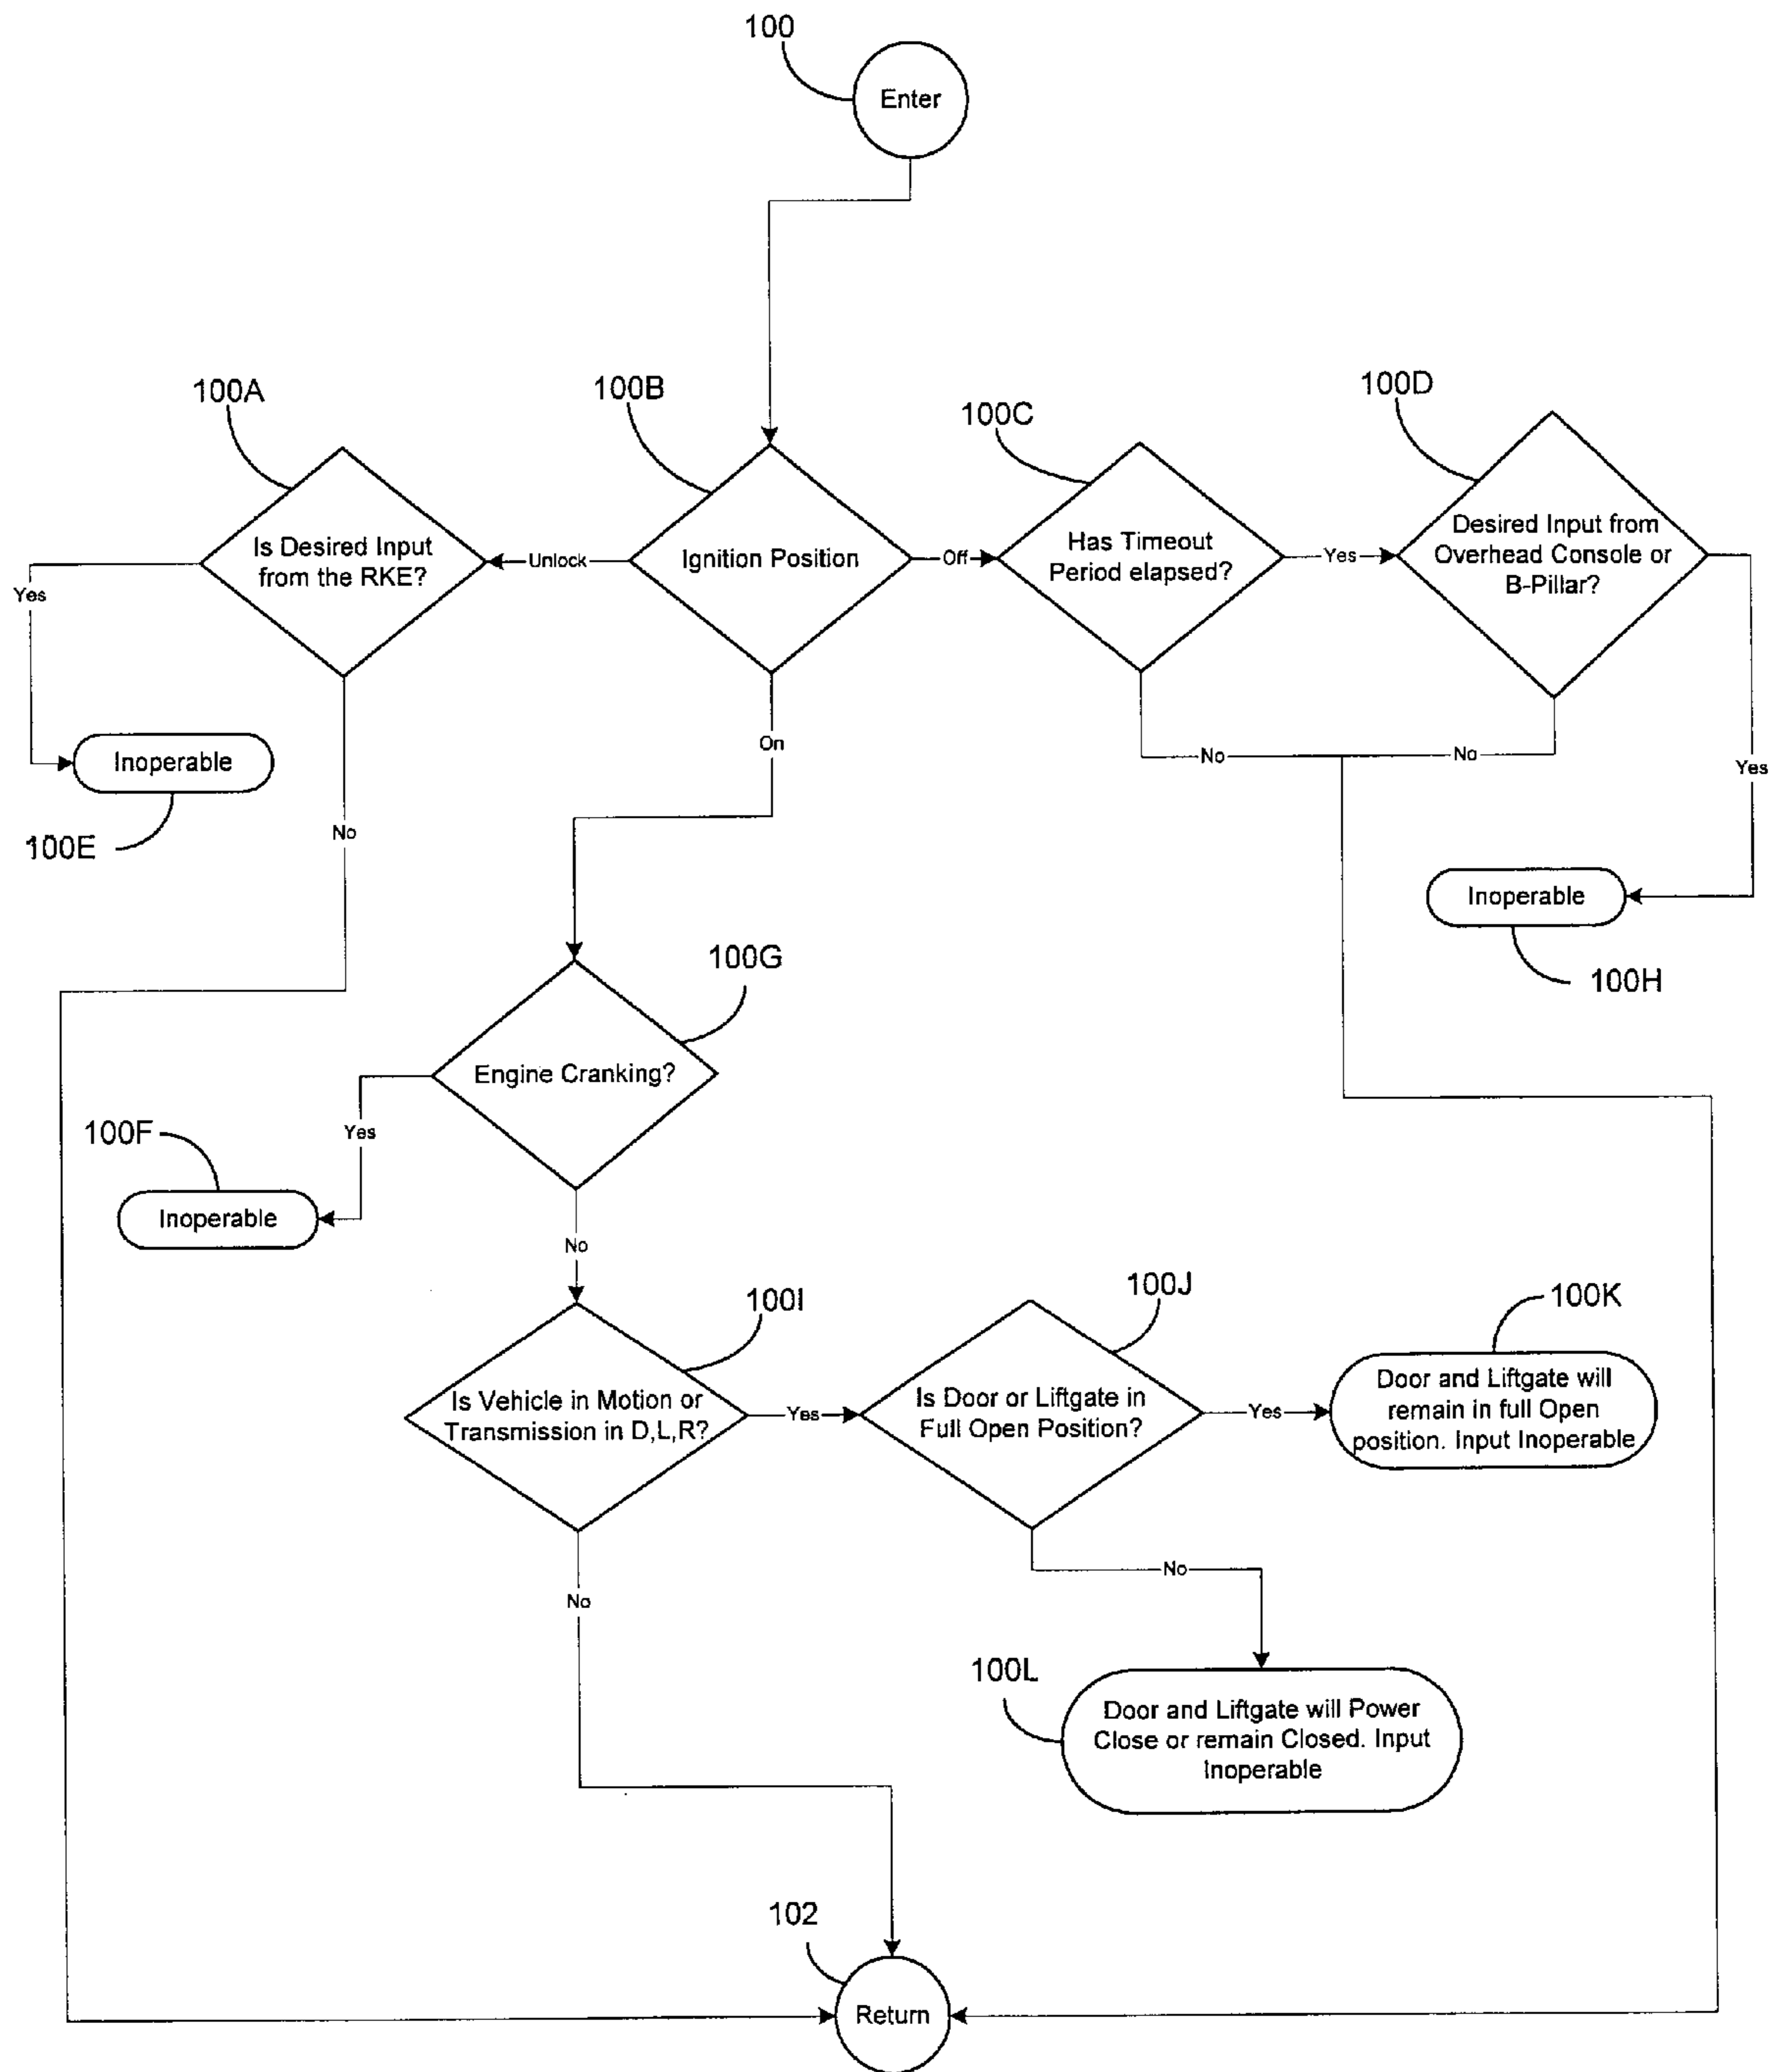 100
Enter
100A
100B
100C
100D
Is Desired Input
from the RKE?
Unlock
Ignition Position
Off
Has Timeout
Period elapsed?
Yes
Desired Input from
Overhead Console or
B-Pillar?
Yes
On
Inoperable
No
No
Yes
100E
No
Inoperable
100H
100G
Engine Cranking?
100F
Yes
Inoperable
No
100I
100J
100K
Is Vehicle in Motion or
Transmission in D,L,R?
Yes
Is Door or Liftgate in
Full Open Position?
Yes
Door and Liftgate will
remain in full Open
position. Input Inoperable
No
No
100L
Door and Liftgate will Power
Close or remain Closed. Input
Inoperable
102
Return